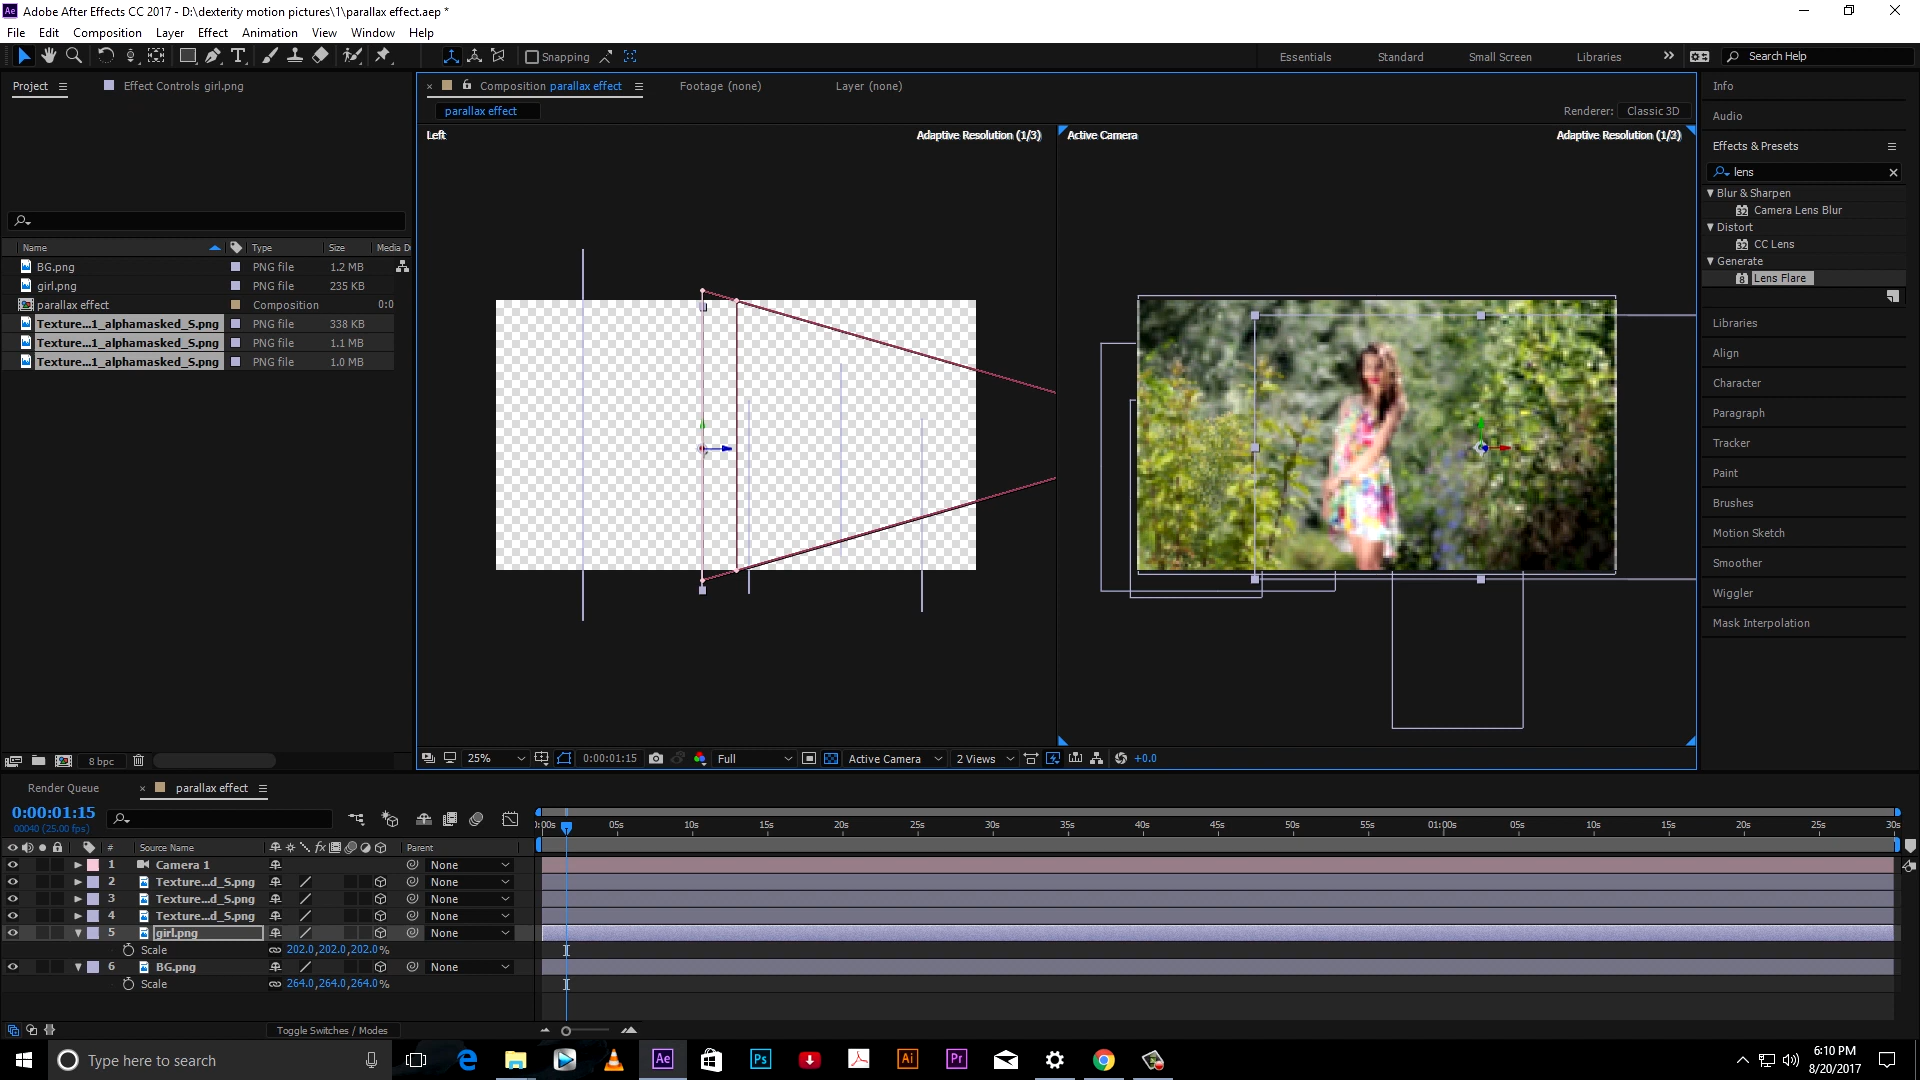 Adobe After Effects CC 2017 - D:\dexterity motion pictures\1\parallax effect.aep *
File Edit Composition Layer Effect Animation View Window Help
Snapping
Essentials Standard Small Screen Libraries Search Help
Project Effect Controls girl.png
Composition parallax effect Footage (none) Layer (none)
parallax effect
Renderer: Classic 3D
Left Adaptive Resolution (1/3)
Active Camera Adaptive Resolution (1/2)
Name Type Size Media D
BG.png PNG file 1.2 MB
girl.png PNG file 235 KB
parallax effect Composition 0:0
Texture...1_alphamasked_S.png PNG file 338 KB
Texture...1_alphamasked_S.png PNG file 1.1 MB
Texture...1_alphamasked_S.png PNG file 1.0 MB
8 bpc
25% 0:00:01:15 Full Active Camera 2 Views +0.0
Info
Audio
Effects & Presets
lens
Blur & Sharpen
Camera Lens Blur
Distort
CC Lens
Generate
Lens Flare
Libraries
Align
Character
Paragraph
Tracker
Paint
Brushes
Motion Sketch
Smoother
Wiggler
Mask Interpolation
Render Queue parallax effect
0:00:01:15
00040 (25.00 fps)
):00s 05s 10s 15s 20s 25s 30s 35s 40s 45s 50s 55s 01:00s 05s 10s 15s 20s 25s 30s
# Source Name fx Parent
1 Camera 1 None
2 Texture...d_S.png None
3 Texture...d_S.png None
4 Texture...d_S.png None
5 girl.png None
Scale 202.0,202.0,202.0%
6 BG.png None
Scale 264.0,264.0,264.0%
Toggle Switches / Modes
Type here to search
Ae Ps Ai Pr
6:10 PM
8/20/2017